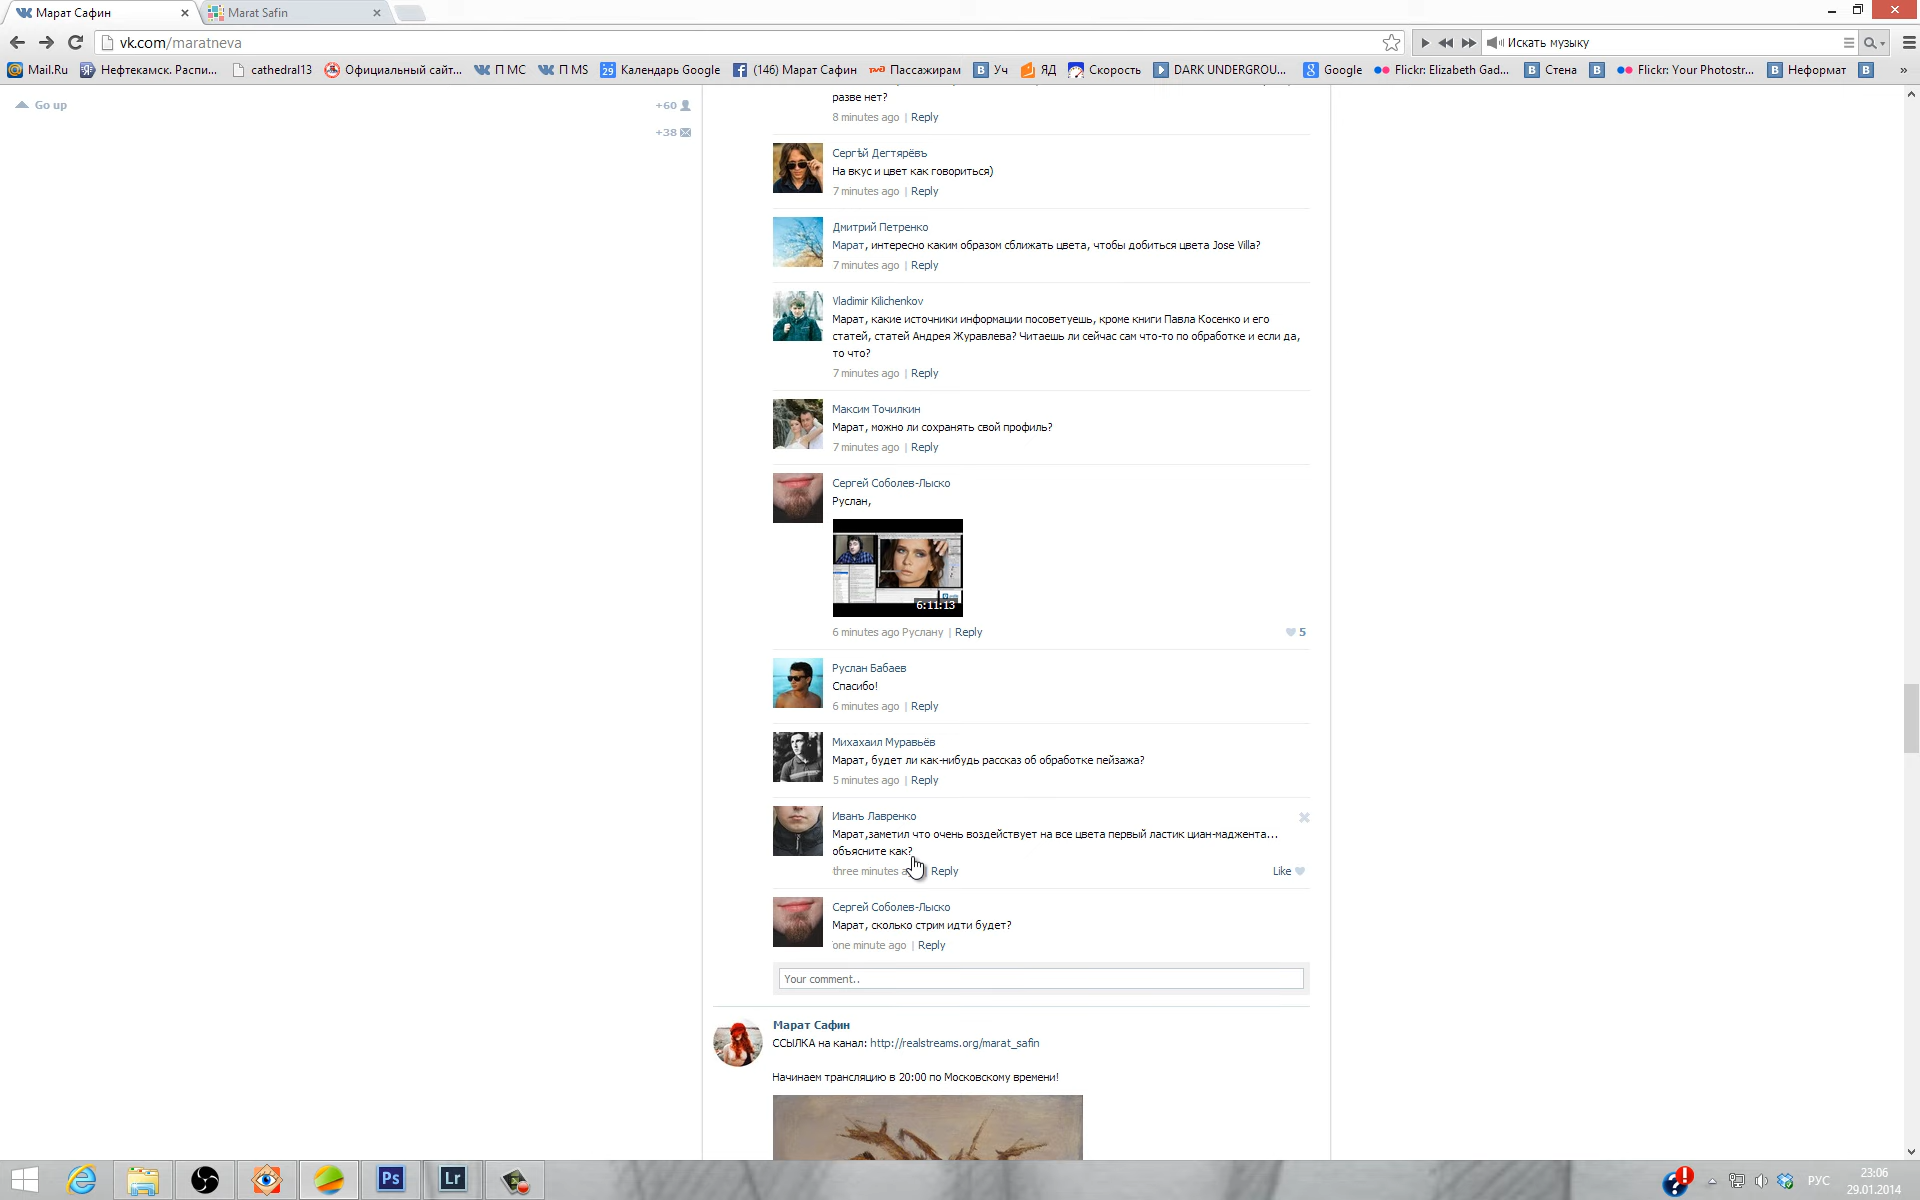 Марат Сафин
Marat Safin
vk.com/maratneva
Искать музыку
Mail.Ru
Нефтекамск. Распи...
cathedral13
Официальный сайт...
П МС
П MS
29
Календарь Google
(146) Марат Сафин
Пассажирам
Уч
ЯД
Скорость
DARK UNDERGROU...
Google
Flickr: Elizabeth Gad...
Стена
Flickr: Your Photostr...
Неформат
Go up
+60
+38
разве нет?
8 minutes ago | Reply
Сергѣй Дегтярёвъ
На вкус и цвет как говориться)
7 minutes ago | Reply
Дмитрий Петренко
Марат, интересно каким образом сближать цвета, чтобы добиться цвета Jose Villa?
7 minutes ago | Reply
Vladimir Kilichenkov
Марат, какие источники информации посоветуешь, кроме книги Павла Косенко и его
статей, статей Андрея Журавлева? Читаешь ли сейчас сам что-то по обработке и если да,
то что?
7 minutes ago | Reply
Максим Точилкин
Марат, можно ли сохранять свой профиль?
7 minutes ago | Reply
Сергей Соболев-Лыско
Руслан,
6:11:13
6 minutes ago Руслану | Reply
5
Руслан Бабаев
Спасибо!
6 minutes ago | Reply
Михахаил Муравьёв
Марат, будет ли как-нибудь рассказ об обработке пейзажа?
5 minutes ago | Reply
Иванъ Лавренко
Марат,заметил что очень воздействует на все цвета первый ластик циан-маджента...
объясните как?
three minutes a Reply
Like
Сергей Соболев-Лыско
Марат, сколько стрим идти будет?
one minute ago | Reply
Your comment..
Марат Сафин
ССЫЛКА на канал: http://realstreams.org/marat_safin
Начинаем трансляцию в 20:00 по Московскому времени!
Ps
Lr
РУС
23:06
29.01.2014